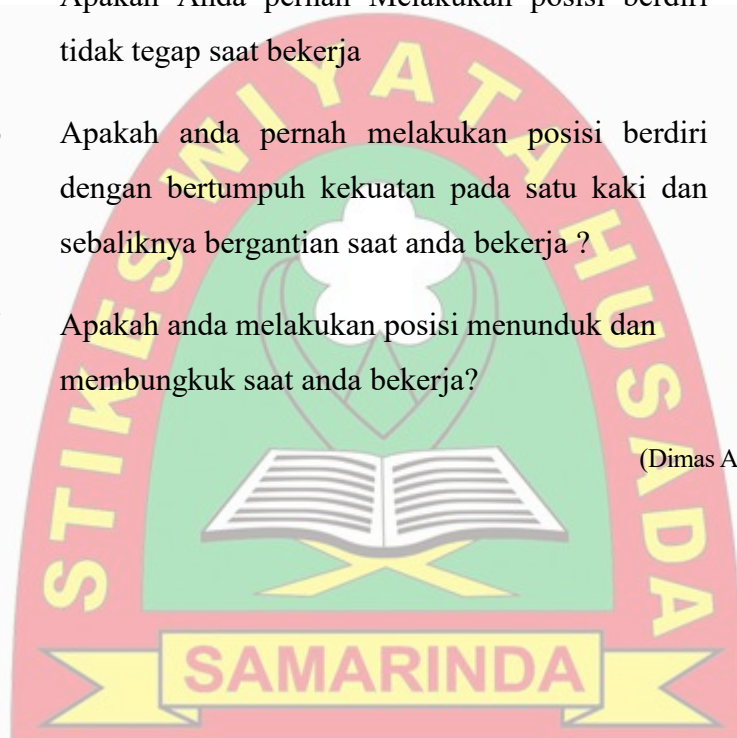 Apakah Anda pernah Melakukan posisi berdiri
tidak tegap saat bekerja
Apakah anda pernah melakukan posisi berdiri
dengan bertumpuh kekuatan pada satu kaki dan
sebaliknya bergantian saat anda bekerja ?
Apakah anda melakukan posisi menunduk dan
membungkuk saat anda bekerja?
(Dimas A
STIKES WIYATA HUSADA
SAMARINDA